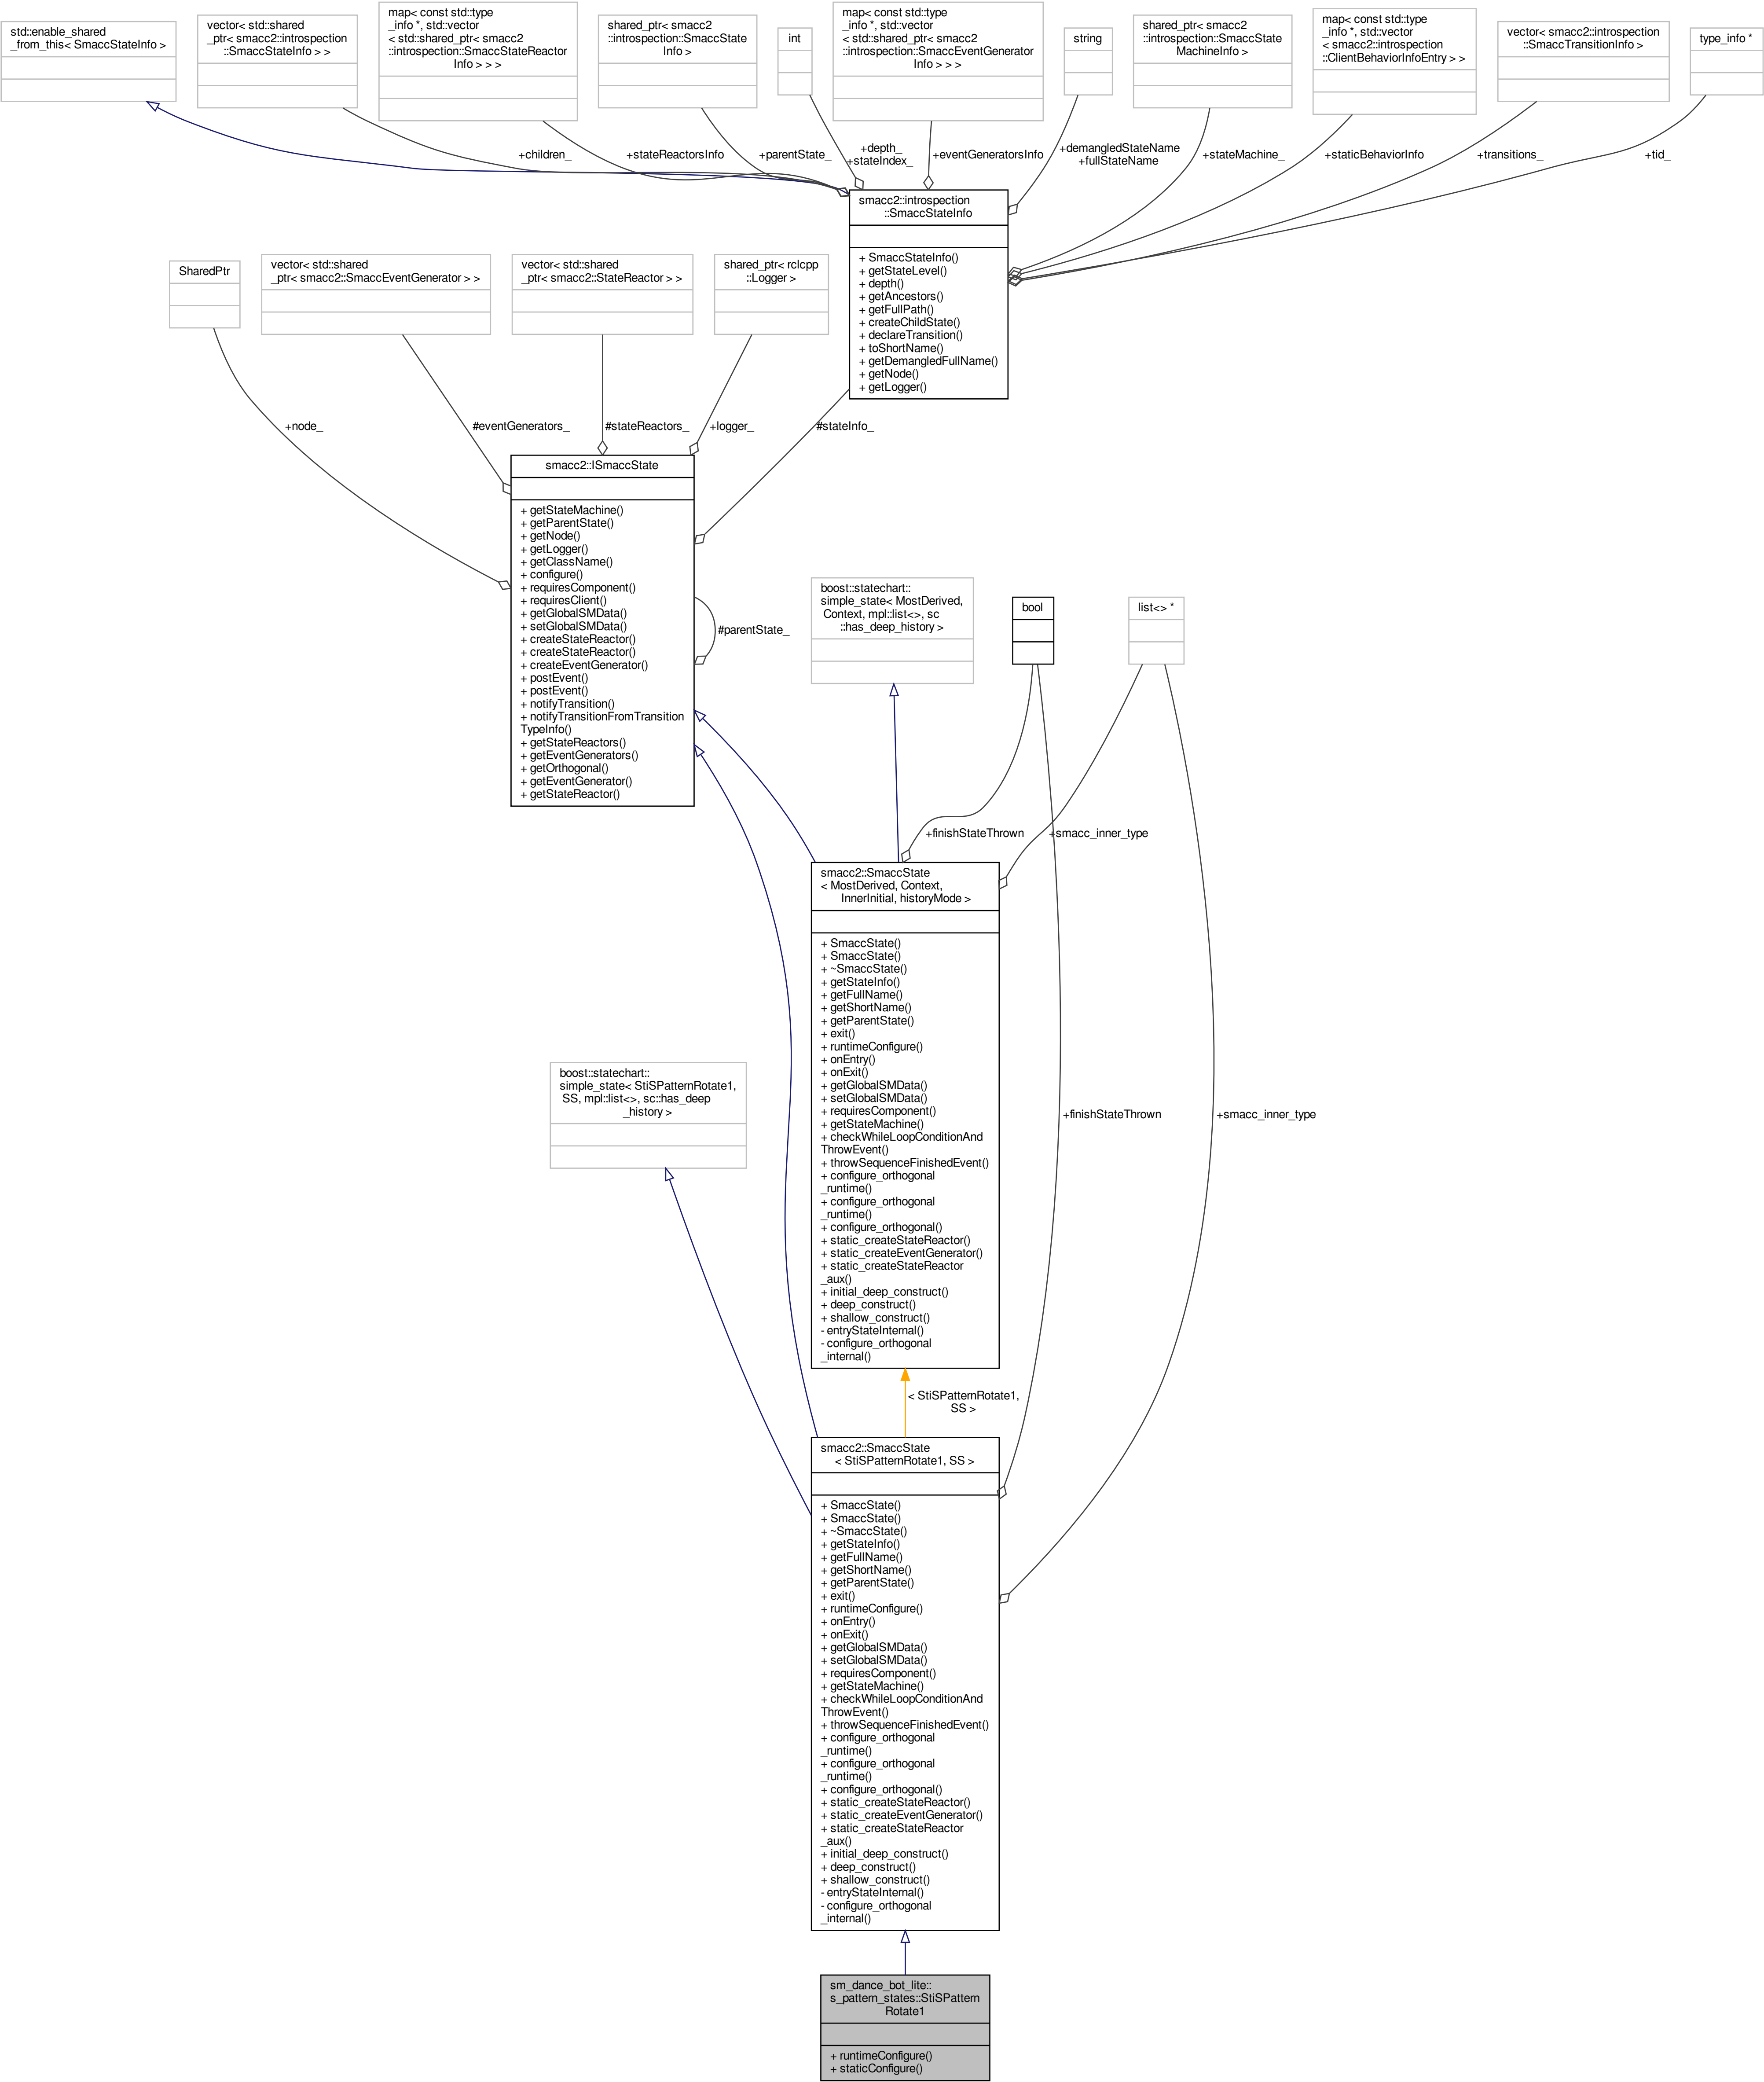 std::enable_shared
_from_this< SmaccStateInfo >
vector< std::shared
_ptr< smacc2::introspection
::SmaccStateInfo > >
map< const std::type
_info *, std::vector
< std::shared_ptr< smacc2
::introspection::SmaccStateReactor
Info > > >
shared_ptr< smacc2
::introspection::SmaccState
Info >
int
map< const std::type
_info *, std::vector
< std::shared_ptr< smacc2
::introspection::SmaccEventGenerator
Info > > >
string
shared_ptr< smacc2
::introspection::SmaccState
MachineInfo >
map< const std::type
_info *, std::vector
< smacc2::introspection
::ClientBehaviorInfoEntry > >
vector< smacc2::introspection
::SmaccTransitionInfo >
type_info *
+children_
+stateReactorsInfo
+parentState_
+depth_
+stateIndex_
+eventGeneratorsInfo
+demangledStateName
+fullStateName
+stateMachine_
+staticBehaviorInfo
+transitions_
+tid_
smacc2::introspection
::SmaccStateInfo
+ SmaccStateInfo()
+ getStateLevel()
+ depth()
+ getAncestors()
+ getFullPath()
+ createChildState()
+ declareTransition()
+ toShortName()
+ getDemangledFullName()
+ getNode()
+ getLogger()
SharedPtr
vector< std::shared
_ptr< smacc2::SmaccEventGenerator > >
vector< std::shared
_ptr< smacc2::StateReactor > >
shared_ptr< rclcpp
::Logger >
+node_
#eventGenerators_
#stateReactors_
+logger_
#stateInfo_
smacc2::ISmaccState
+ getStateMachine()
+ getParentState()
+ getNode()
+ getLogger()
+ getClassName()
+ configure()
+ requiresComponent()
+ requiresClient()
+ getGlobalSMData()
+ setGlobalSMData()
+ createStateReactor()
+ createStateReactor()
+ createEventGenerator()
+ postEvent()
+ postEvent()
+ notifyTransition()
+ notifyTransitionFromTransition
TypeInfo()
+ getStateReactors()
+ getEventGenerators()
+ getOrthogonal()
+ getEventGenerator()
+ getStateReactor()
#parentState_
boost::statechart::
simple_state< MostDerived,
Context, mpl::list<>, sc
::has_deep_history >
bool
list<> *
+finishStateThrown
+smacc_inner_type
smacc2::SmaccState
< MostDerived, Context,
InnerInitial, historyMode >
+ SmaccState()
+ SmaccState()
+ ~SmaccState()
+ getStateInfo()
+ getFullName()
+ getShortName()
+ getParentState()
+ exit()
+ runtimeConfigure()
+ onEntry()
+ onExit()
+ getGlobalSMData()
+ setGlobalSMData()
+ requiresComponent()
+ getStateMachine()
+ checkWhileLoopConditionAnd
ThrowEvent()
+ throwSequenceFinishedEvent()
+ configure_orthogonal
_runtime()
+ configure_orthogonal
_runtime()
+ configure_orthogonal()
+ static_createStateReactor()
+ static_createEventGenerator()
+ static_createStateReactor
_aux()
+ initial_deep_construct()
+ deep_construct()
+ shallow_construct()
- entryStateInternal()
- configure_orthogonal
_internal()
boost::statechart::
simple_state< StiSPatternRotate1,
SS, mpl::list<>, sc::has_deep
_history >
+finishStateThrown
+smacc_inner_type
< StiSPatternRotate1,
SS >
smacc2::SmaccState
< StiSPatternRotate1, SS >
+ SmaccState()
+ SmaccState()
+ ~SmaccState()
+ getStateInfo()
+ getFullName()
+ getShortName()
+ getParentState()
+ exit()
+ runtimeConfigure()
+ onEntry()
+ onExit()
+ getGlobalSMData()
+ setGlobalSMData()
+ requiresComponent()
+ getStateMachine()
+ checkWhileLoopConditionAnd
ThrowEvent()
+ throwSequenceFinishedEvent()
+ configure_orthogonal
_runtime()
+ configure_orthogonal
_runtime()
+ configure_orthogonal()
+ static_createStateReactor()
+ static_createEventGenerator()
+ static_createStateReactor
_aux()
+ initial_deep_construct()
+ deep_construct()
+ shallow_construct()
- entryStateInternal()
- configure_orthogonal
_internal()
sm_dance_bot_lite::
s_pattern_states::StiSPattern
Rotate1
+ runtimeConfigure()
+ staticConfigure()